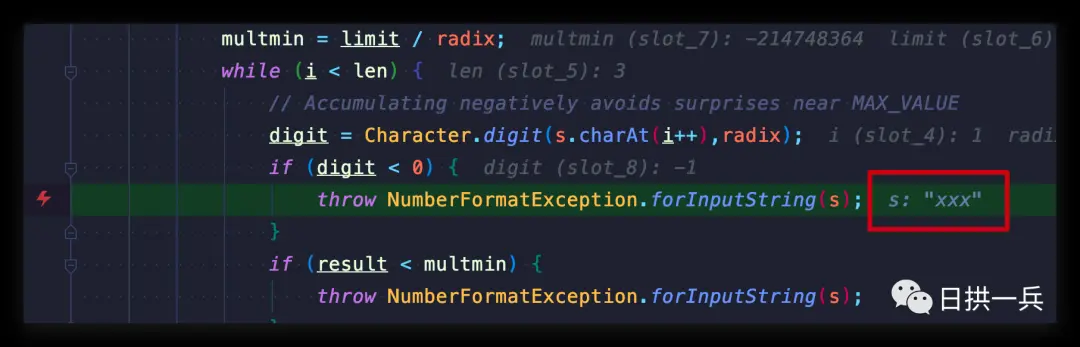 multmin = limit / radix; multmin (slot_7): -214748364 limit (slot_6)
while (i < len) { len (slot_5): 3
// Accumulating negatively avoids surprises near MAX_VALUE
digit = Character.digit(s.charAt(i++),radix); i (slot_4): 1 radi
if (digit < 0) { digit (slot_8): -1
throw NumberFormatException.forInputString(s); s: "xxx"
}
if (result < multmin) {
throw NumberFormatException.forInputString(s);
}
日拱一兵